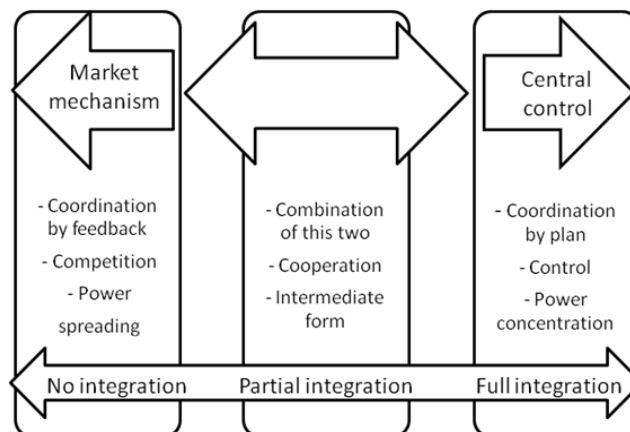 Market
mechanism
- Coordination
by feedback
- Competition
- Power
spreading
- Combination
of this two
- Cooperation
- Intermediate
form
Central
control
- Coordination
by plan
- Control
- Power
concentration
No integration
Partial integration
Full integration